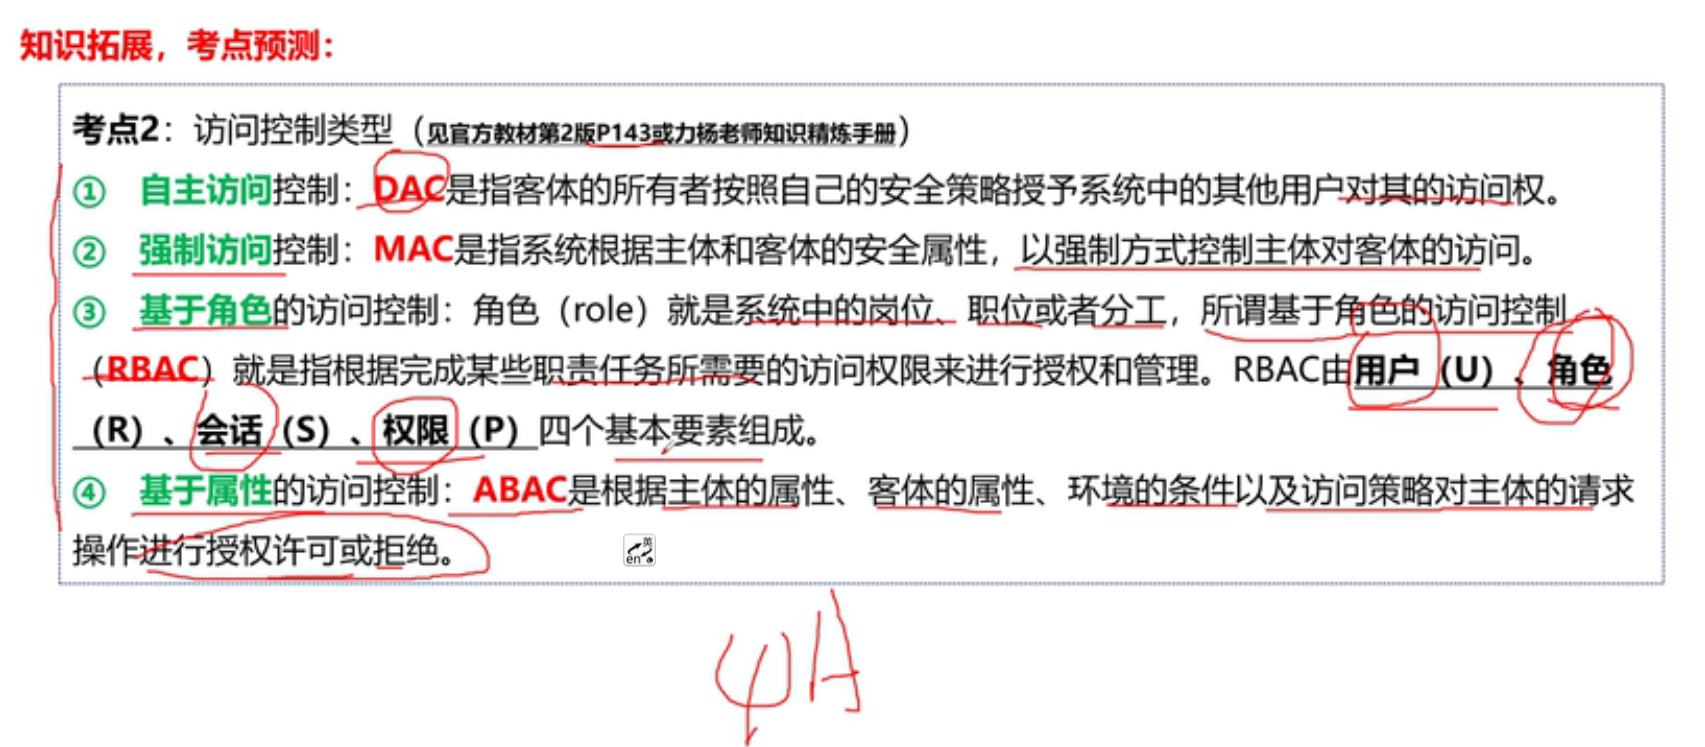 知识拓展，考点预测：
考点2：访问控制类型（见官方教材第2版P143或力杨老师知识精炼手册）
① 自主访问控制：DAC是指客体的所有者按照自己的安全策略授予系统中的其他用户对其的访问权。
② 强制访问控制：MAC是指系统根据主体和客体的安全属性，以强制方式控制主体对客体的访问。
③ 基于角色的访问控制：角色（role）就是系统中的岗位、职位或者分工，所谓基于角色的访问控制
（RBAC）就是指根据完成某些职责任务所需要的访问权限来进行授权和管理。RBAC由用户（U）、角色
（R）、会话（S）、权限（P）四个基本要素组成。
④ 基于属性的访问控制：ABAC是根据主体的属性、客体的属性、环境的条件以及访问策略对主体的请求
操作进行授权许可或拒绝。
英
en
4A